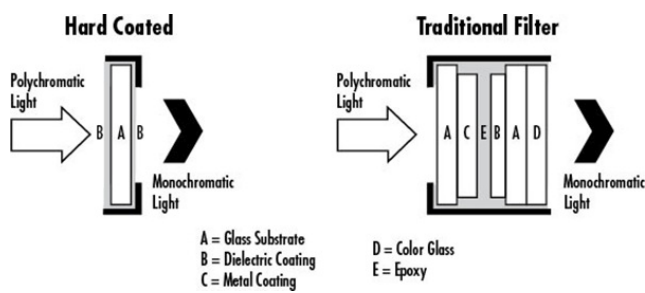 Hard Coated
Polychromatic
Light
B
A
B
Monochromatic
Light
Traditional Filter
Polychromatic
Light
A
C
E
B
A
D
Monochromatic
Light
A = Glass Substrate
B = Dielectric Coating
C = Metal Coating
D = Color Glass
E = Epoxy